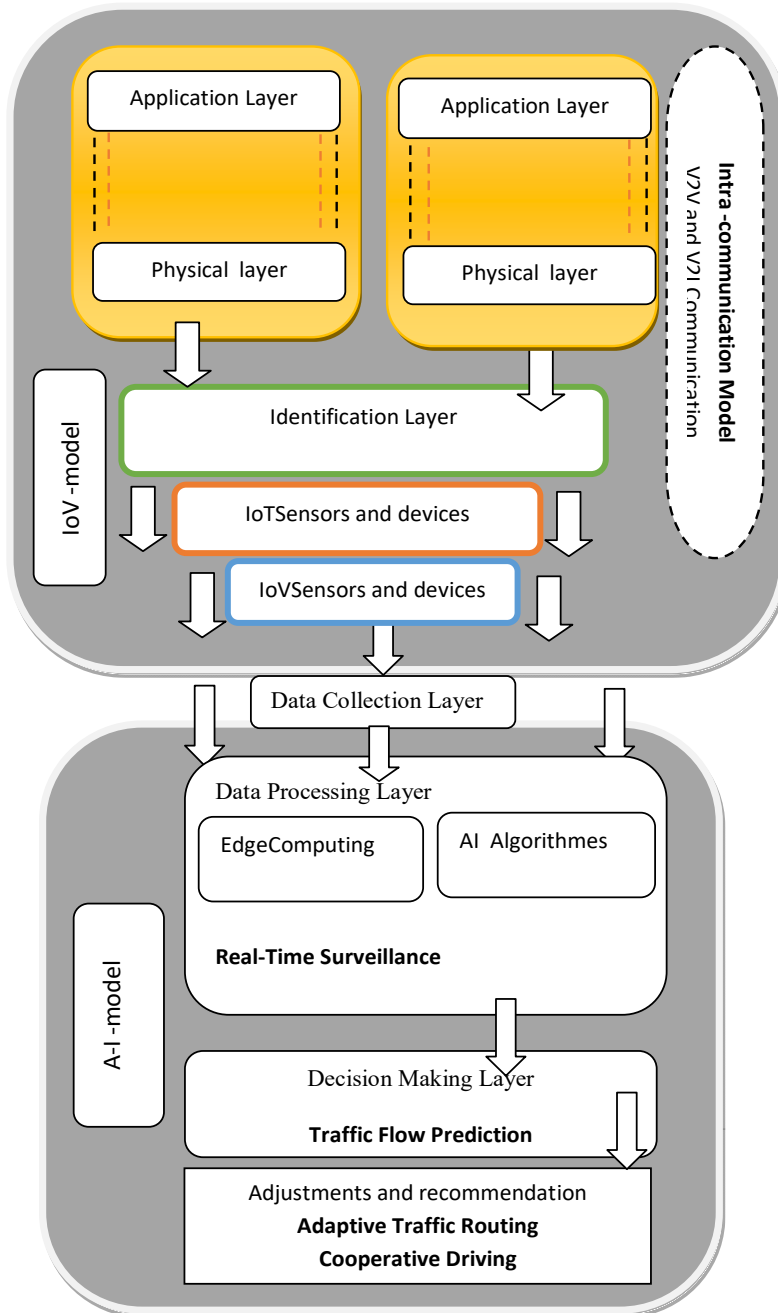 Application Layer
Application Layer
Physical layer
Physical layer
Intra -communication Model
V2V and V2I Communication
Identification Layer
IoV -model
IoTSensors and devices
IoVSensors and devices
Data Collection Layer
Data Processing Layer
EdgeComputing
AI Algorithmes
Real-Time Surveillance
A-I -model
Decision Making Layer
Traffic Flow Prediction
Adjustments and recommendation
Adaptive Traffic Routing
Cooperative Driving